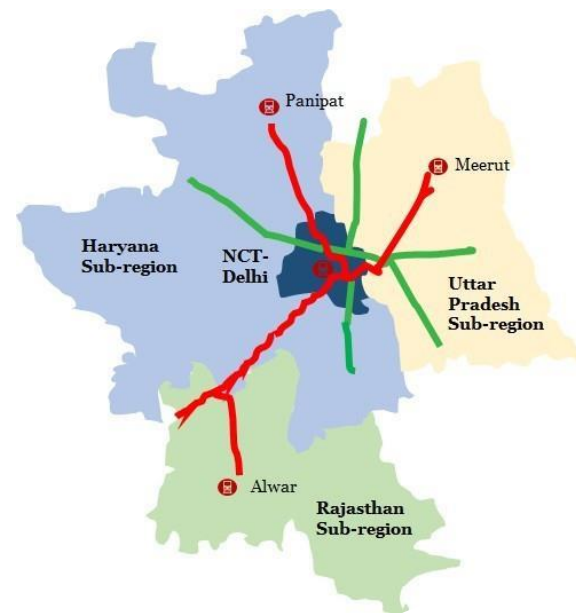 Panipat
Meerut
Haryana
Sub-region
NCT-
Delhi
Uttar
Pradesh
Sub-region
Alwar
Rajasthan
Sub-region